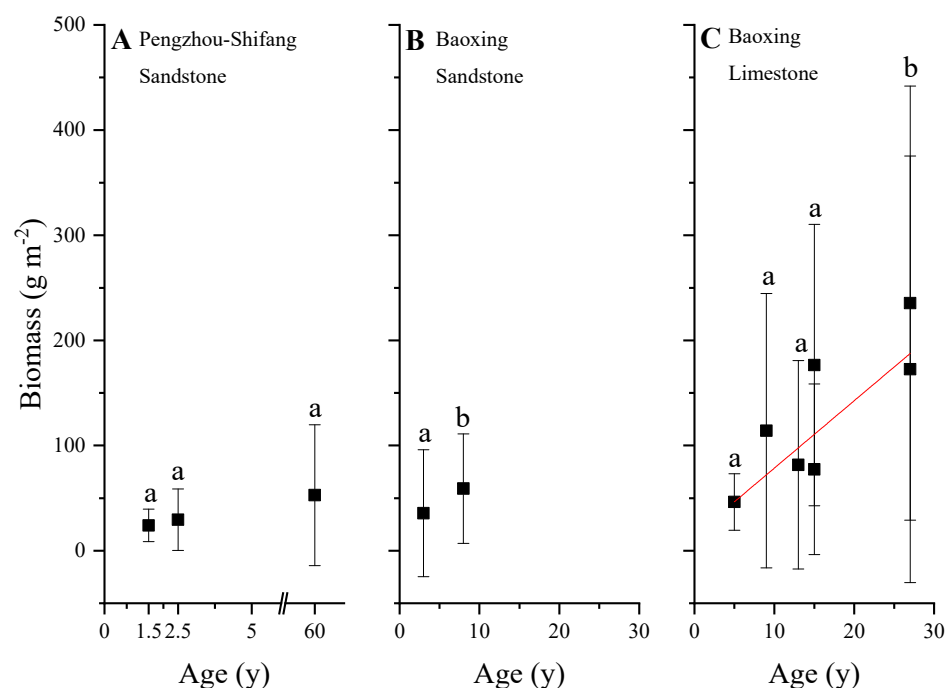 A Pengzhou-Shifang
Sandstone
B Baoxing
Sandstone
C Baoxing
Limestone
Biomass (g m⁻²)
500
400
300
200
100
0
a
a
a
a
b
a
a
a
a
b
0
1.5
2.5
5
60
0
10
20
30
0
10
20
30
Age (y)
Age (y)
Age (y)